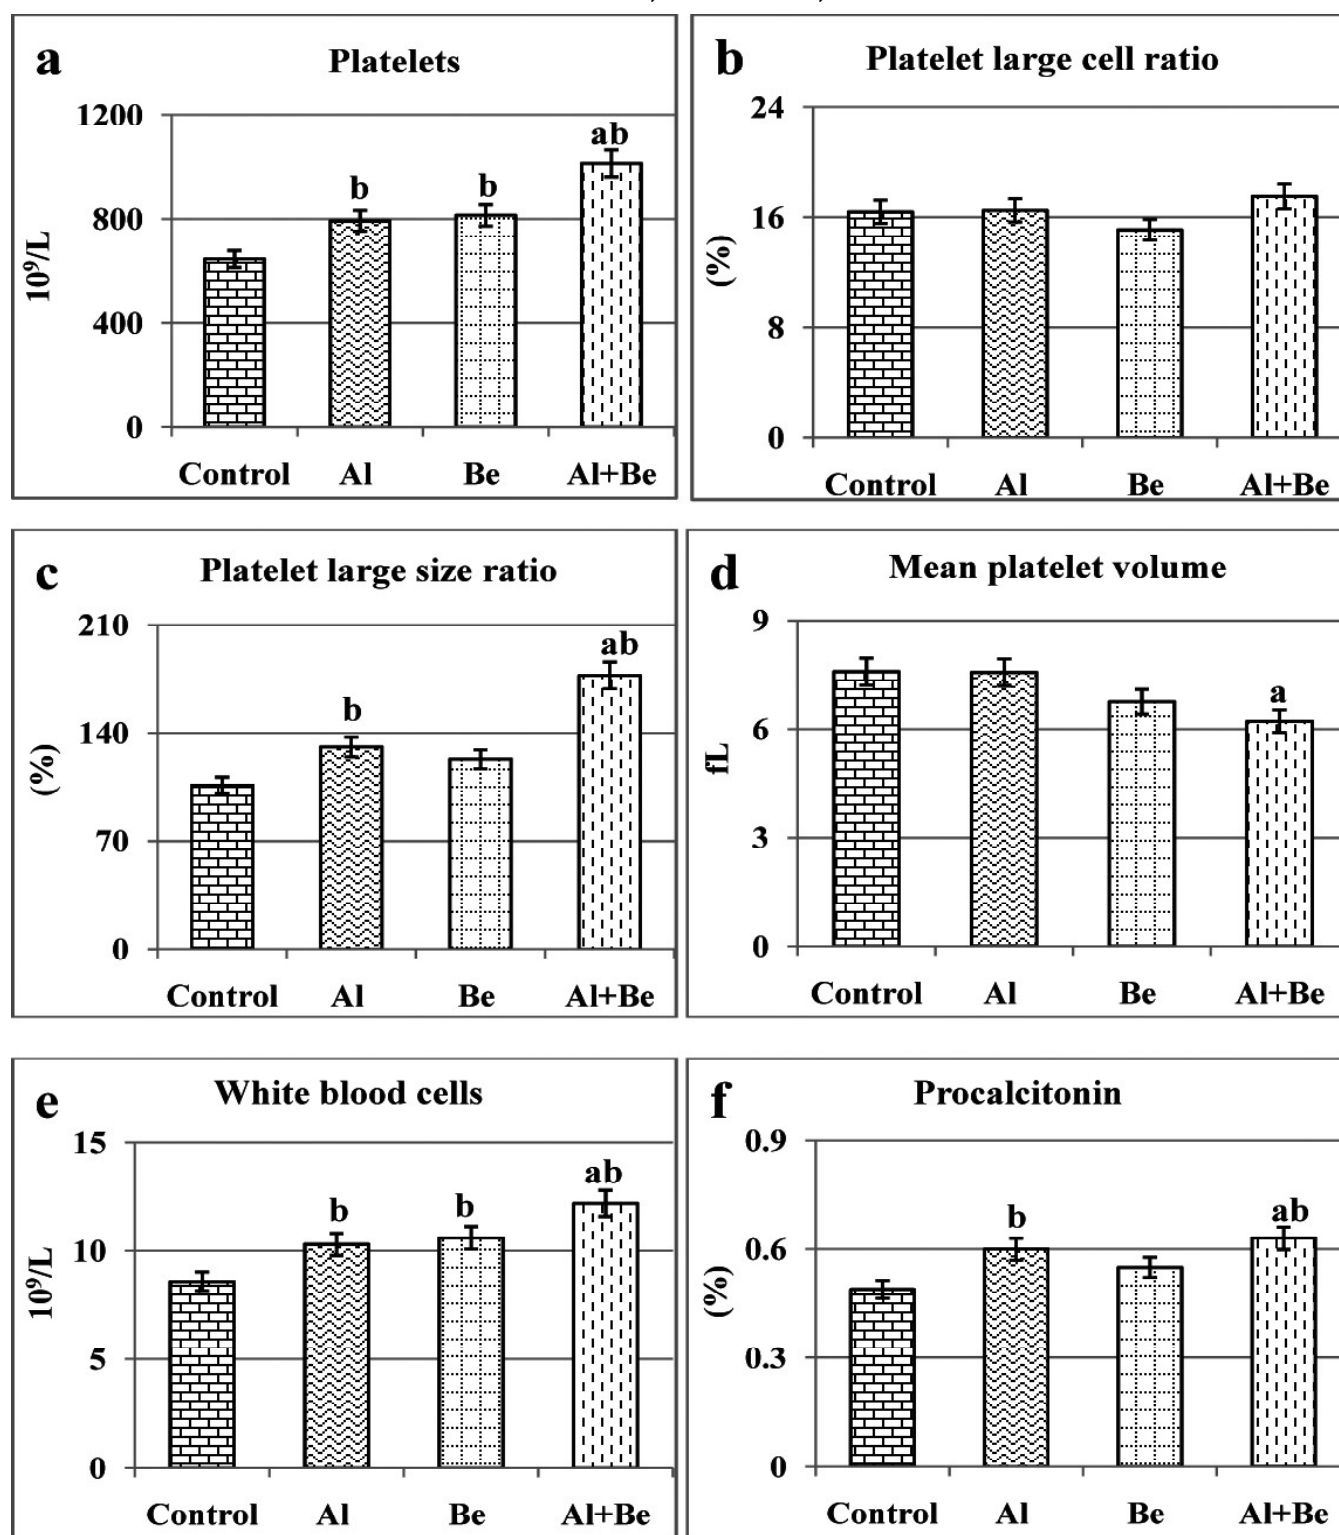 a
Platelets
1200
ab
b
b
800
10⁹/L
400
0
Control Al Be Al+Be
b
Platelet large cell ratio
24
16
(%)
8
0
Control Al Be Al+Be
c
Platelet large size ratio
210
ab
b
140
(%)
70
0
Control Al Be Al+Be
d
Mean platelet volume
9
a
6
fL
3
0
Control Al Be Al+Be
e
White blood cells
15
ab
b
b
10
10⁹/L
5
0
Control Al Be Al+Be
f
Procalcitonin
0.9
b
ab
0.6
(%)
0.3
0
Control Al Be Al+Be